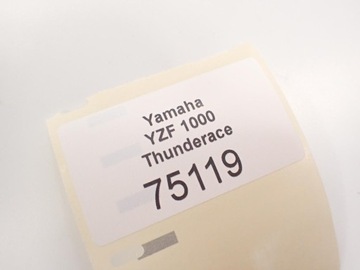 Yamaha
YZF 1000
Thunderace
75119